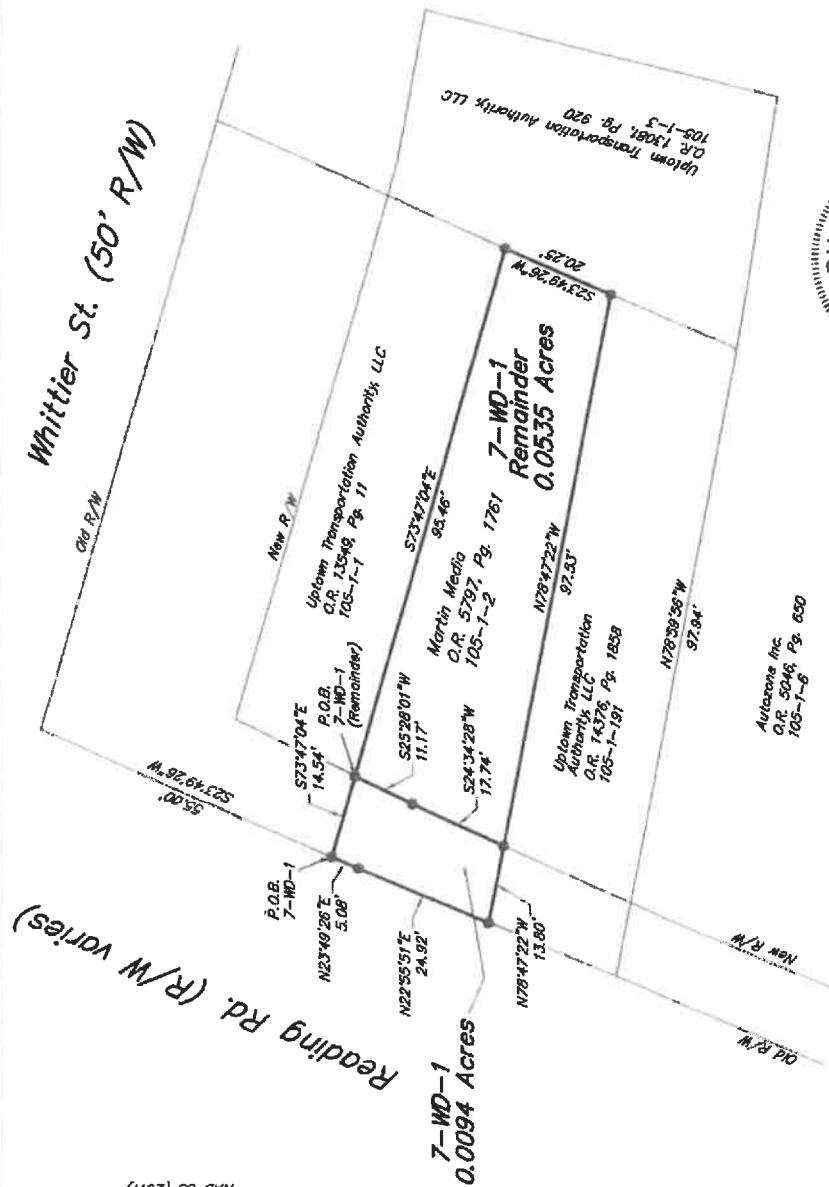 Whittier St. (50' R/W)
Old R/W
New R/W
Uptown Transportation Authority, LLC
O.R. 13081, Pg. 920
105-1-3
Uptown Transportation Authority, LLC
O.R. 13549, Pg. 11
105-1-1
S23°49'26"W
55.00'
S73°47'04"E
14.54'
P.O.B.
7-WD-1
(Remainder)
S73°47'04"E
95.46'
S23°49'26"W
20.25'
7-WD-1
Remainder
0.0535 Acres
Martin Media
O.R. 5797, Pg. 1761
105-1-2
P.O.B.
7-WD-1
N23°49'26"E
5.08'
S25°28'01"W
11.17'
S24°34'28"W
17.74'
N22°55'51"E
24.92'
N78°47'22"W
97.53'
N78°47'22"W
13.80'
Uptown Transportation
Authority, LLC
O.R. 14376, Pg. 1858
105-1-191
N78°59'56"W
97.94'
Autozone Inc.
O.R. 5046, Pg. 650
105-1-6
Reading Rd. (R/W varies)
7-WD-1
0.0094 Acres
New R/W
Old R/W